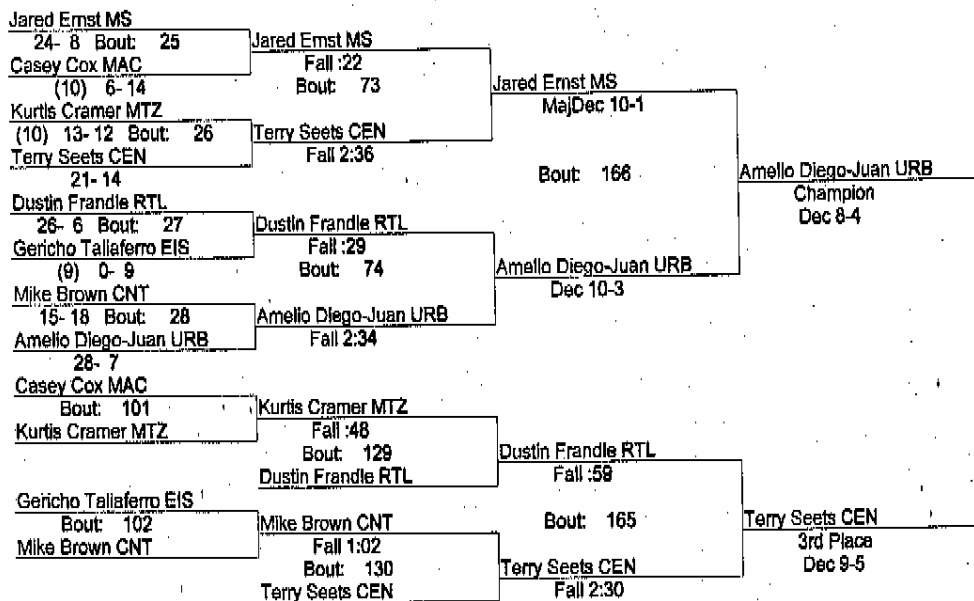 Jared Ernst MS
24- 8 Bout: 25
Casey Cox MAC
(10) 6- 14
Kurtis Cramer MTZ
(10) 13- 12 Bout: 26
Terry Seets CEN
21- 14
Dustin Frandle RTL
26- 6 Bout: 27
Gericho Taliaferro EIS
(9) 0- 9
Mike Brown CNT
15- 18 Bout: 28
Amelio Diego-Juan URB
28- 7
Casey Cox MAC
Bout: 101
Kurtis Cramer MTZ
Gericho Taliaferro EIS
Bout: 102
Mike Brown CNT
Jared Ernst MS
Fall :22
Bout: 73
Terry Seets CEN
Fall 2:36
Dustin Frandle RTL
Fall :29
Bout: 74
Amelio Diego-Juan URB
Fall 2:34
Kurtis Cramer MTZ
Fall :48
Bout: 129
Dustin Frandle RTL
Mike Brown CNT
Fall 1:02
Bout: 130
Terry Seets CEN
Jared Ernst MS
MajDec 10-1
Bout: 166
Amelio Diego-Juan URB
Dec 10-3
Dustin Frandle RTL
Fall :59
Bout: 165
Terry Seets CEN
Fall 2:30
Amelio Diego-Juan URB
Champion
Dec 8-4
Terry Seets CEN
3rd Place
Dec 9-5